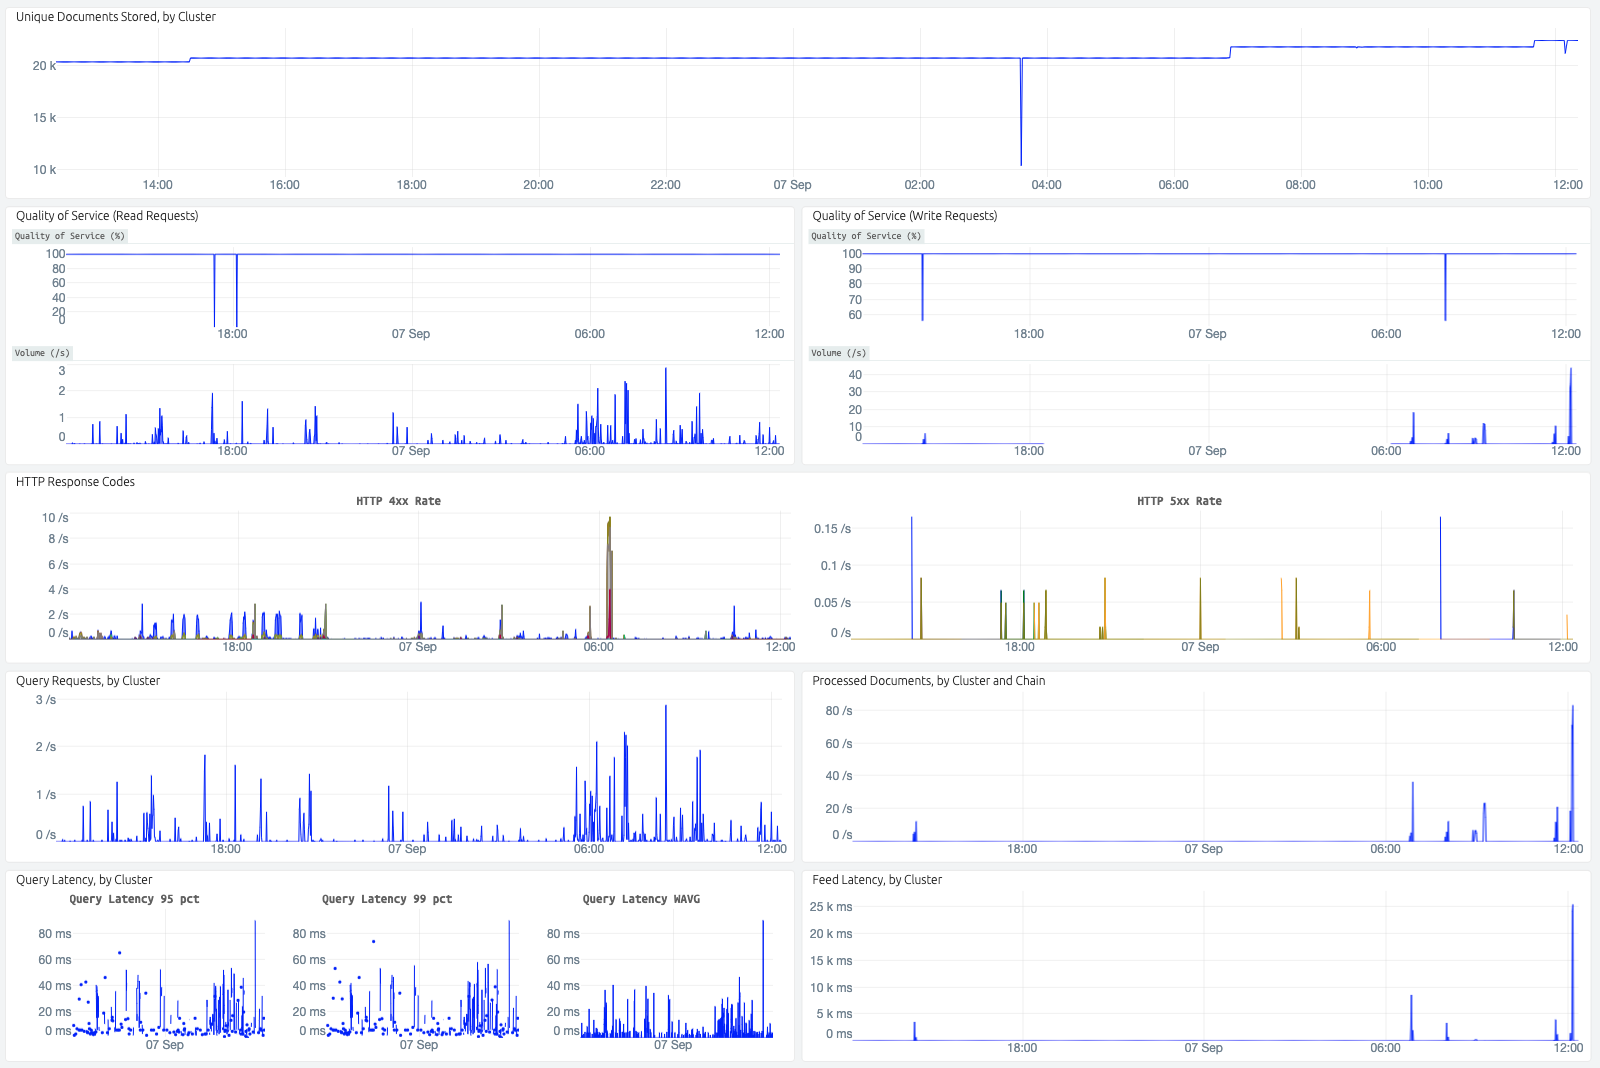 Unique Documents Stored, by Cluster
20 k
15 k
10 k
14:00 16:00 18:00 20:00 22:00 07 Sep 02:00 04:00 06:00 08:00 10:00 12:00
Quality of Service (Read Requests)
Quality of Service (%)
100
80
60
40
20
0
18:00 07 Sep 06:00 12:00
Volume (/s)
3
2
1
0
18:00 07 Sep 06:00 12:00
Quality of Service (Write Requests)
Quality of Service (%)
100
90
80
70
60
18:00 07 Sep 06:00 12:00
Volume (/s)
40
30
20
10
0
18:00 07 Sep 06:00 12:00
HTTP Response Codes
HTTP 4xx Rate
10 /s
8 /s
6 /s
4 /s
2 /s
0 /s
18:00 07 Sep 06:00 12:00
HTTP 5xx Rate
0.15 /s
0.1 /s
0.05 /s
0 /s
18:00 07 Sep 06:00 12:00
Query Requests, by Cluster
3 /s
2 /s
1 /s
0 /s
18:00 07 Sep 06:00 12:00
Processed Documents, by Cluster and Chain
80 /s
60 /s
40 /s
20 /s
0 /s
18:00 07 Sep 06:00 12:00
Query Latency, by Cluster
Query Latency 95 pct
80 ms
60 ms
40 ms
20 ms
0 ms
07 Sep
Query Latency 99 pct
80 ms
60 ms
40 ms
20 ms
0 ms
07 Sep
Query Latency WAVG
80 ms
60 ms
40 ms
20 ms
0 ms
07 Sep
Feed Latency, by Cluster
25 k ms
20 k ms
15 k ms
10 k ms
5 k ms
0 ms
18:00 07 Sep 06:00 12:00